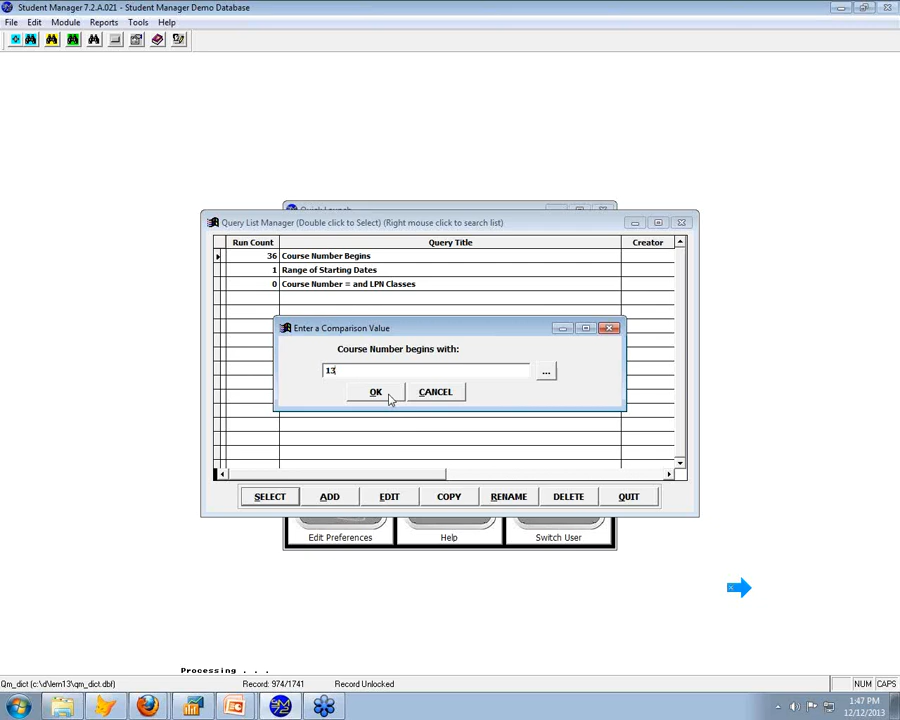 Student Manager 7.2.A.021 - Student Manager Demo Database
File Edit Module Reports Tools Help
Query List Manager (Double click to Select) (Right mouse click to search list)
Run Count Query Title Creator
36 Course Number Begins
1 Range of Starting Dates
0 Course Number = and LPN Classes
Enter a Comparison Value
Course Number begins with:
13
...
OK CANCEL
SELECT ADD EDIT COPY RENAME DELETE QUIT
Edit Preferences Help Switch User
Processing . . .
Qm_dict (c:\d\lern13\qm_dict.dbf) Record: 974/1741 Record Unlocked NUM CAPS
1:47 PM
12/12/2013